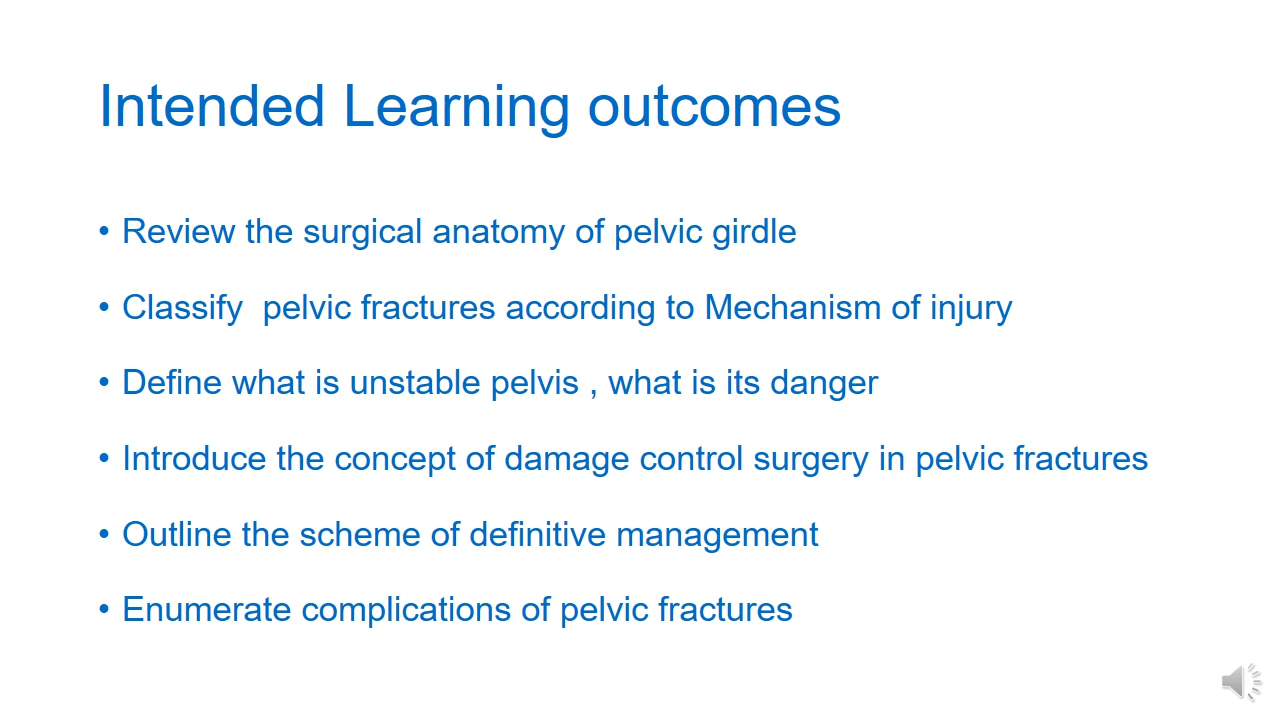 Intended Learning outcomes
• Review the surgical anatomy of pelvic girdle
• Classify  pelvic fractures according to Mechanism of injury
• Define what is unstable pelvis , what is its danger
• Introduce the concept of damage control surgery in pelvic fractures
• Outline the scheme of definitive management
• Enumerate complications of pelvic fractures